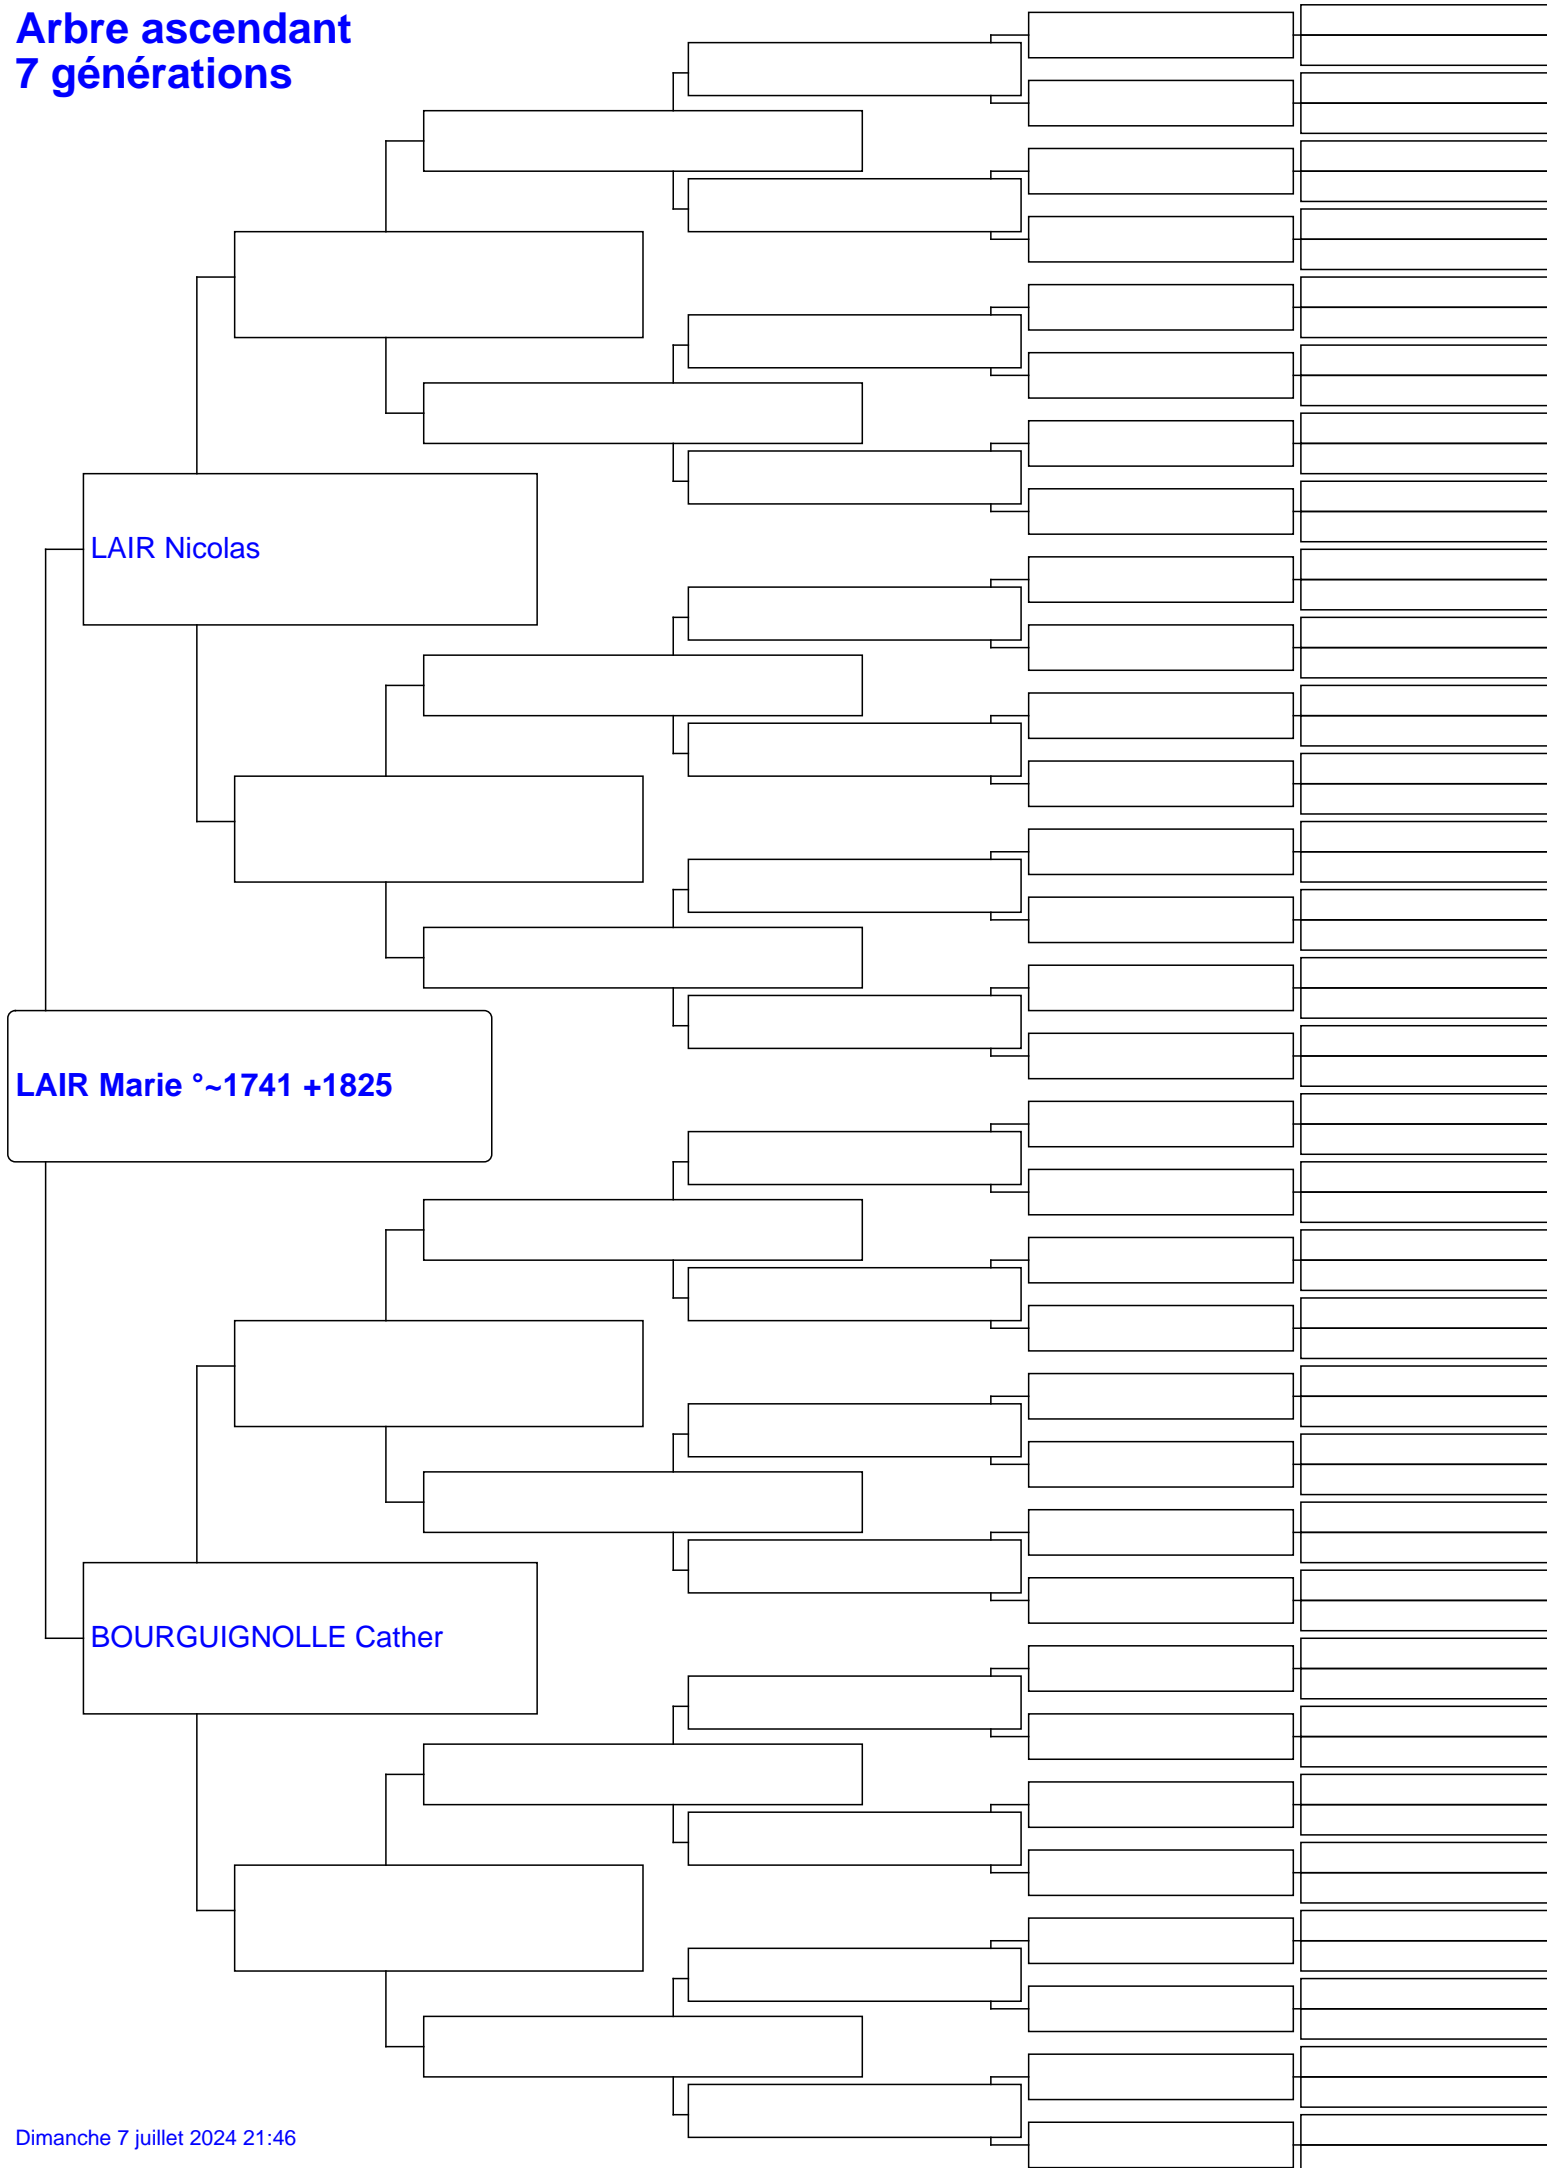 Arbre ascendant
7 générations
LAIR Nicolas
LAIR Marie °~1741 +1825
BOURGUIGNOLLE Cather
Dimanche 7 juillet 2024 21:46